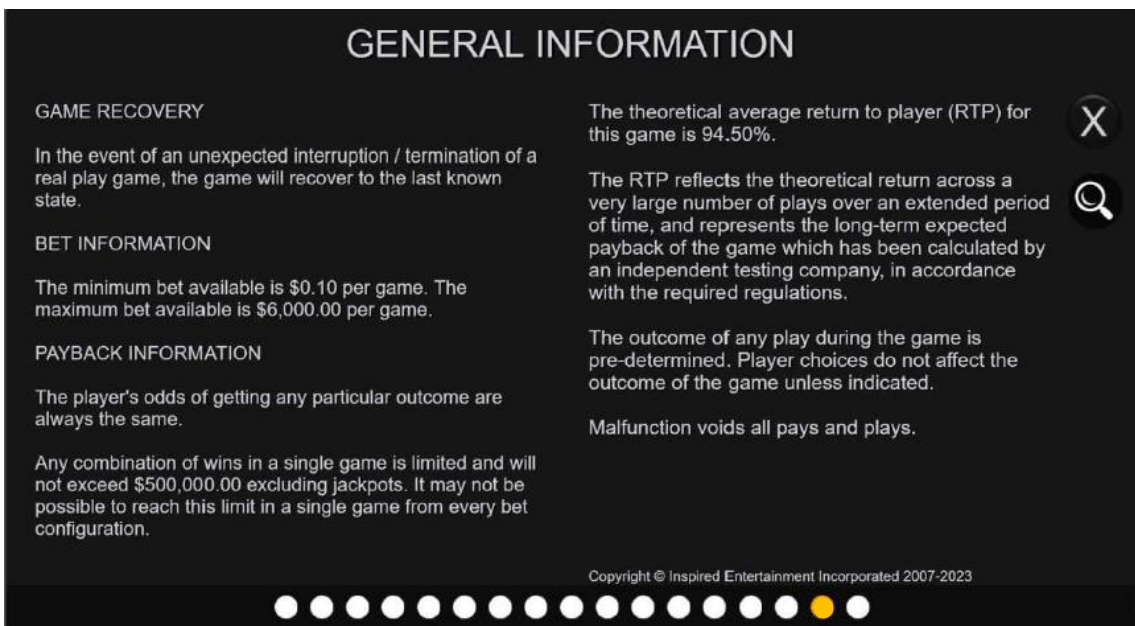 GENERAL INFORMATION
GAME RECOVERY
In the event of an unexpected interruption / termination of a
real play game, the game will recover to the last known
state.
BET INFORMATION
The minimum bet available is $0.10 per game. The
maximum bet available is $6,000.00 per game.
PAYBACK INFORMATION
The player's odds of getting any particular outcome are
always the same.
Any combination of wins in a single game is limited and will
not exceed $500,000.00 excluding jackpots. It may not be
possible to reach this limit in a single game from every bet
configuration.
The theoretical average return to player (RTP) for
this game is 94.50%.
The RTP reflects the theoretical return across a
very large number of plays over an extended period
of time, and represents the long-term expected
payback of the game which has been calculated by
an independent testing company, in accordance
with the required regulations.
The outcome of any play during the game is
pre-determined. Player choices do not affect the
outcome of the game unless indicated.
Malfunction voids all pays and plays.
Copyright © Inspired Entertainment Incorporated 2007-2023
X